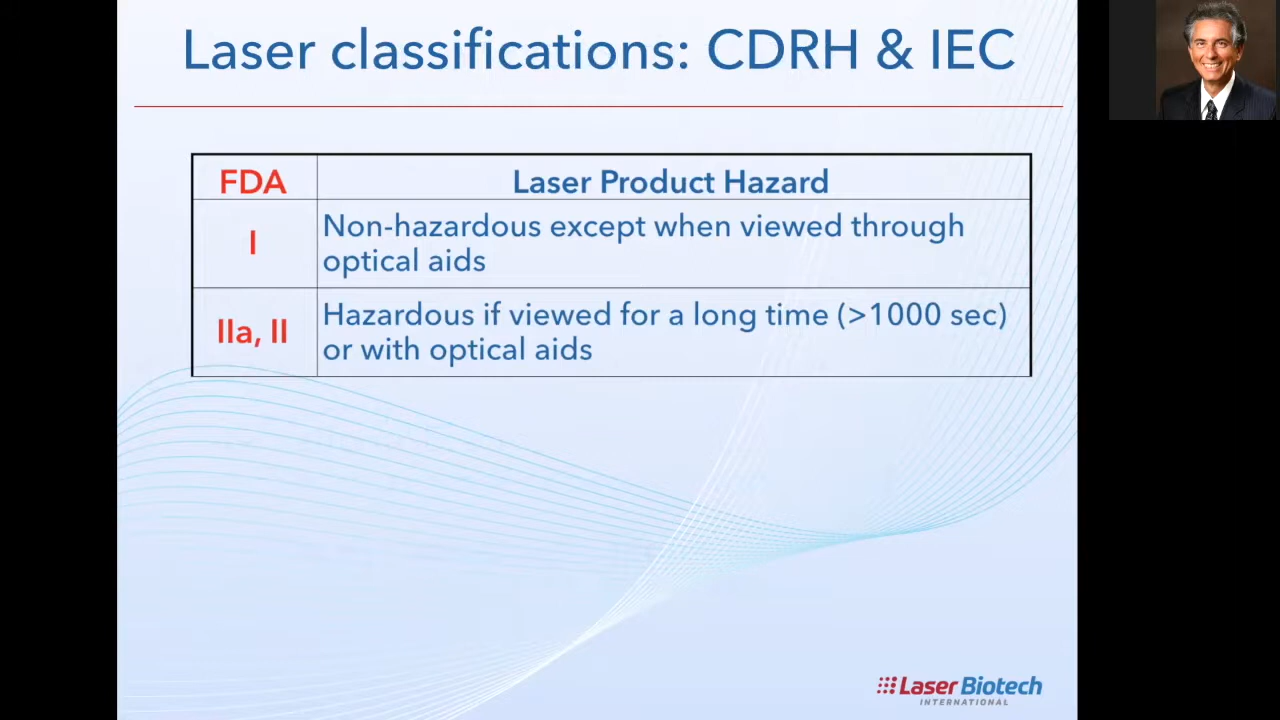 Laser classifications: CDRH & IEC
FDA
Laser Product Hazard
I
Non-hazardous except when viewed through
optical aids
IIa, II
Hazardous if viewed for a long time (>1000 sec)
or with optical aids
Laser Biotech
INTERNATIONAL